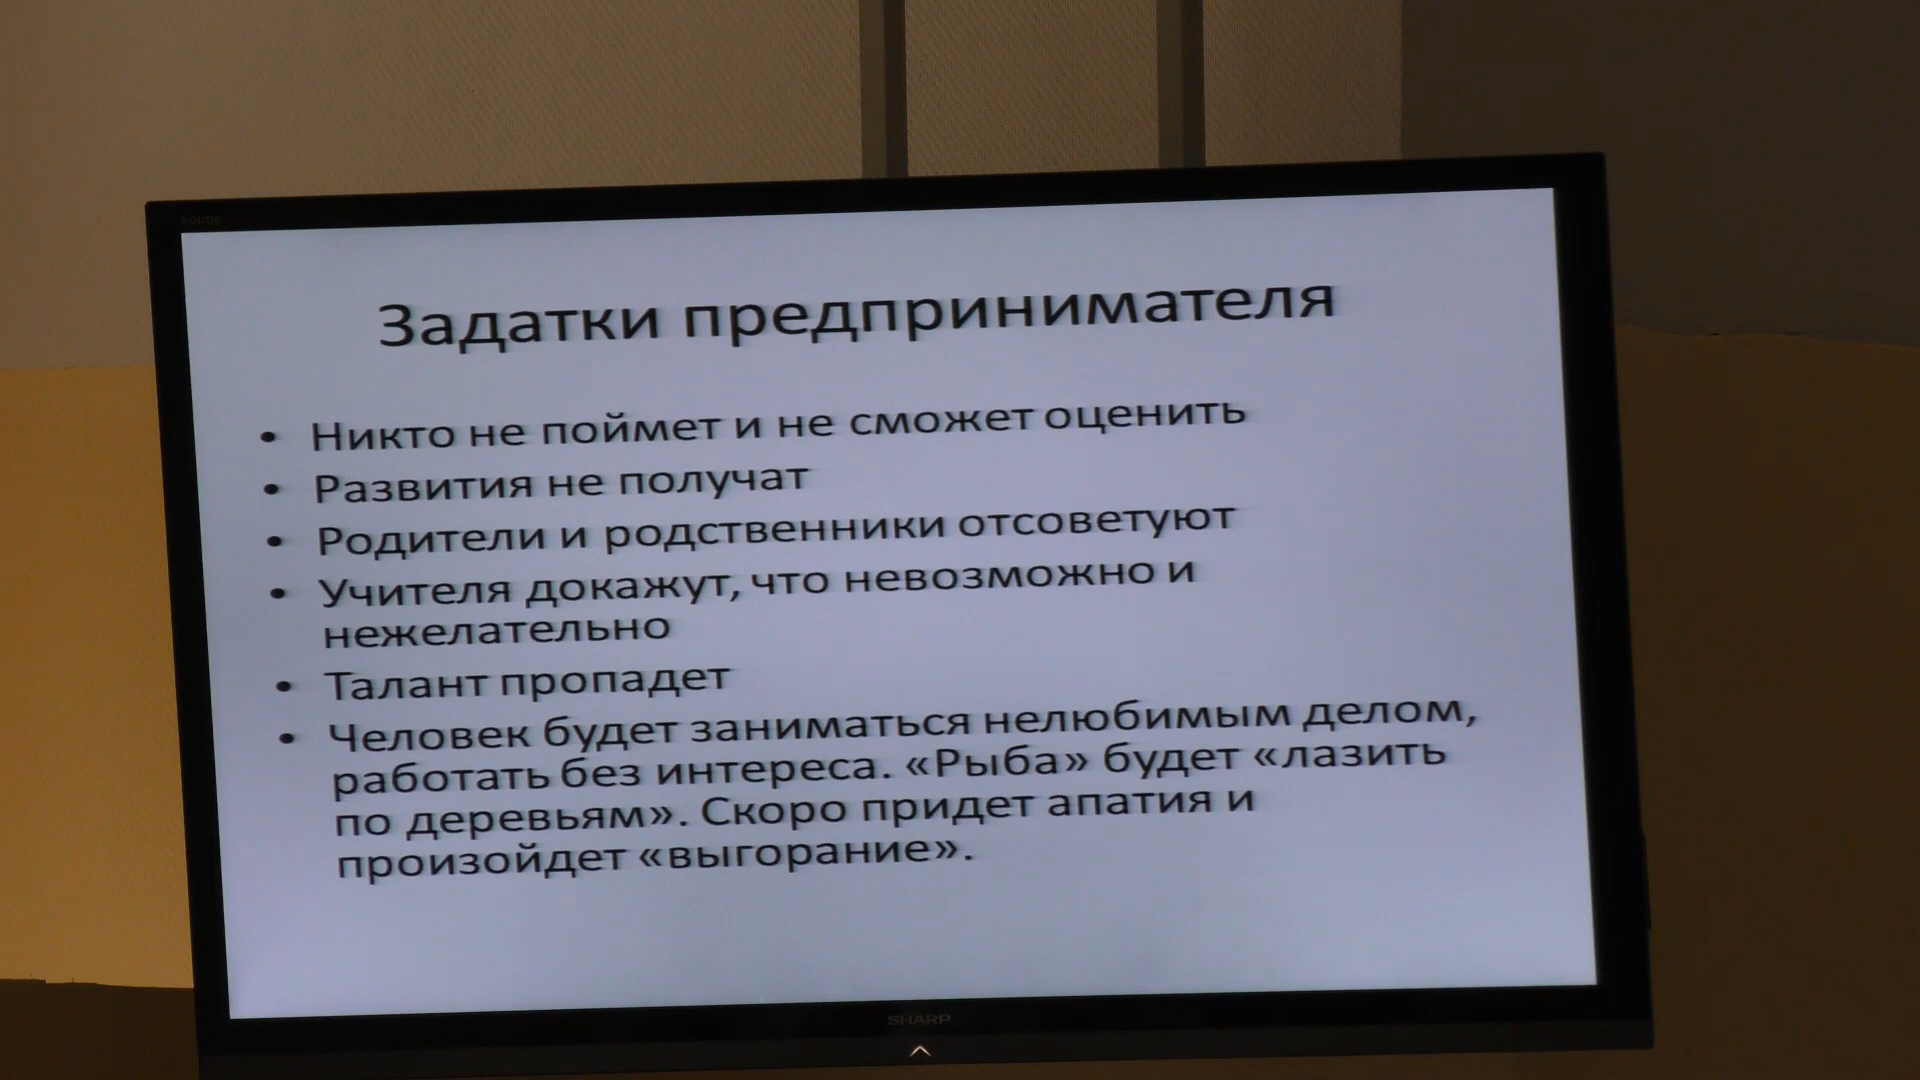 AQUOS
Задатки предпринимателя
• Никто не поймет и не сможет оценить
• Развития не получат
• Родители и родственники отсоветуют
• Учителя докажут, что невозможно и
нежелательно
• Талант пропадет
• Человек будет заниматься нелюбимым делом,
работать без интереса. «Рыба» будет «лазить
по деревьям». Скоро придет апатия и
произойдет «выгорание».
SHARP